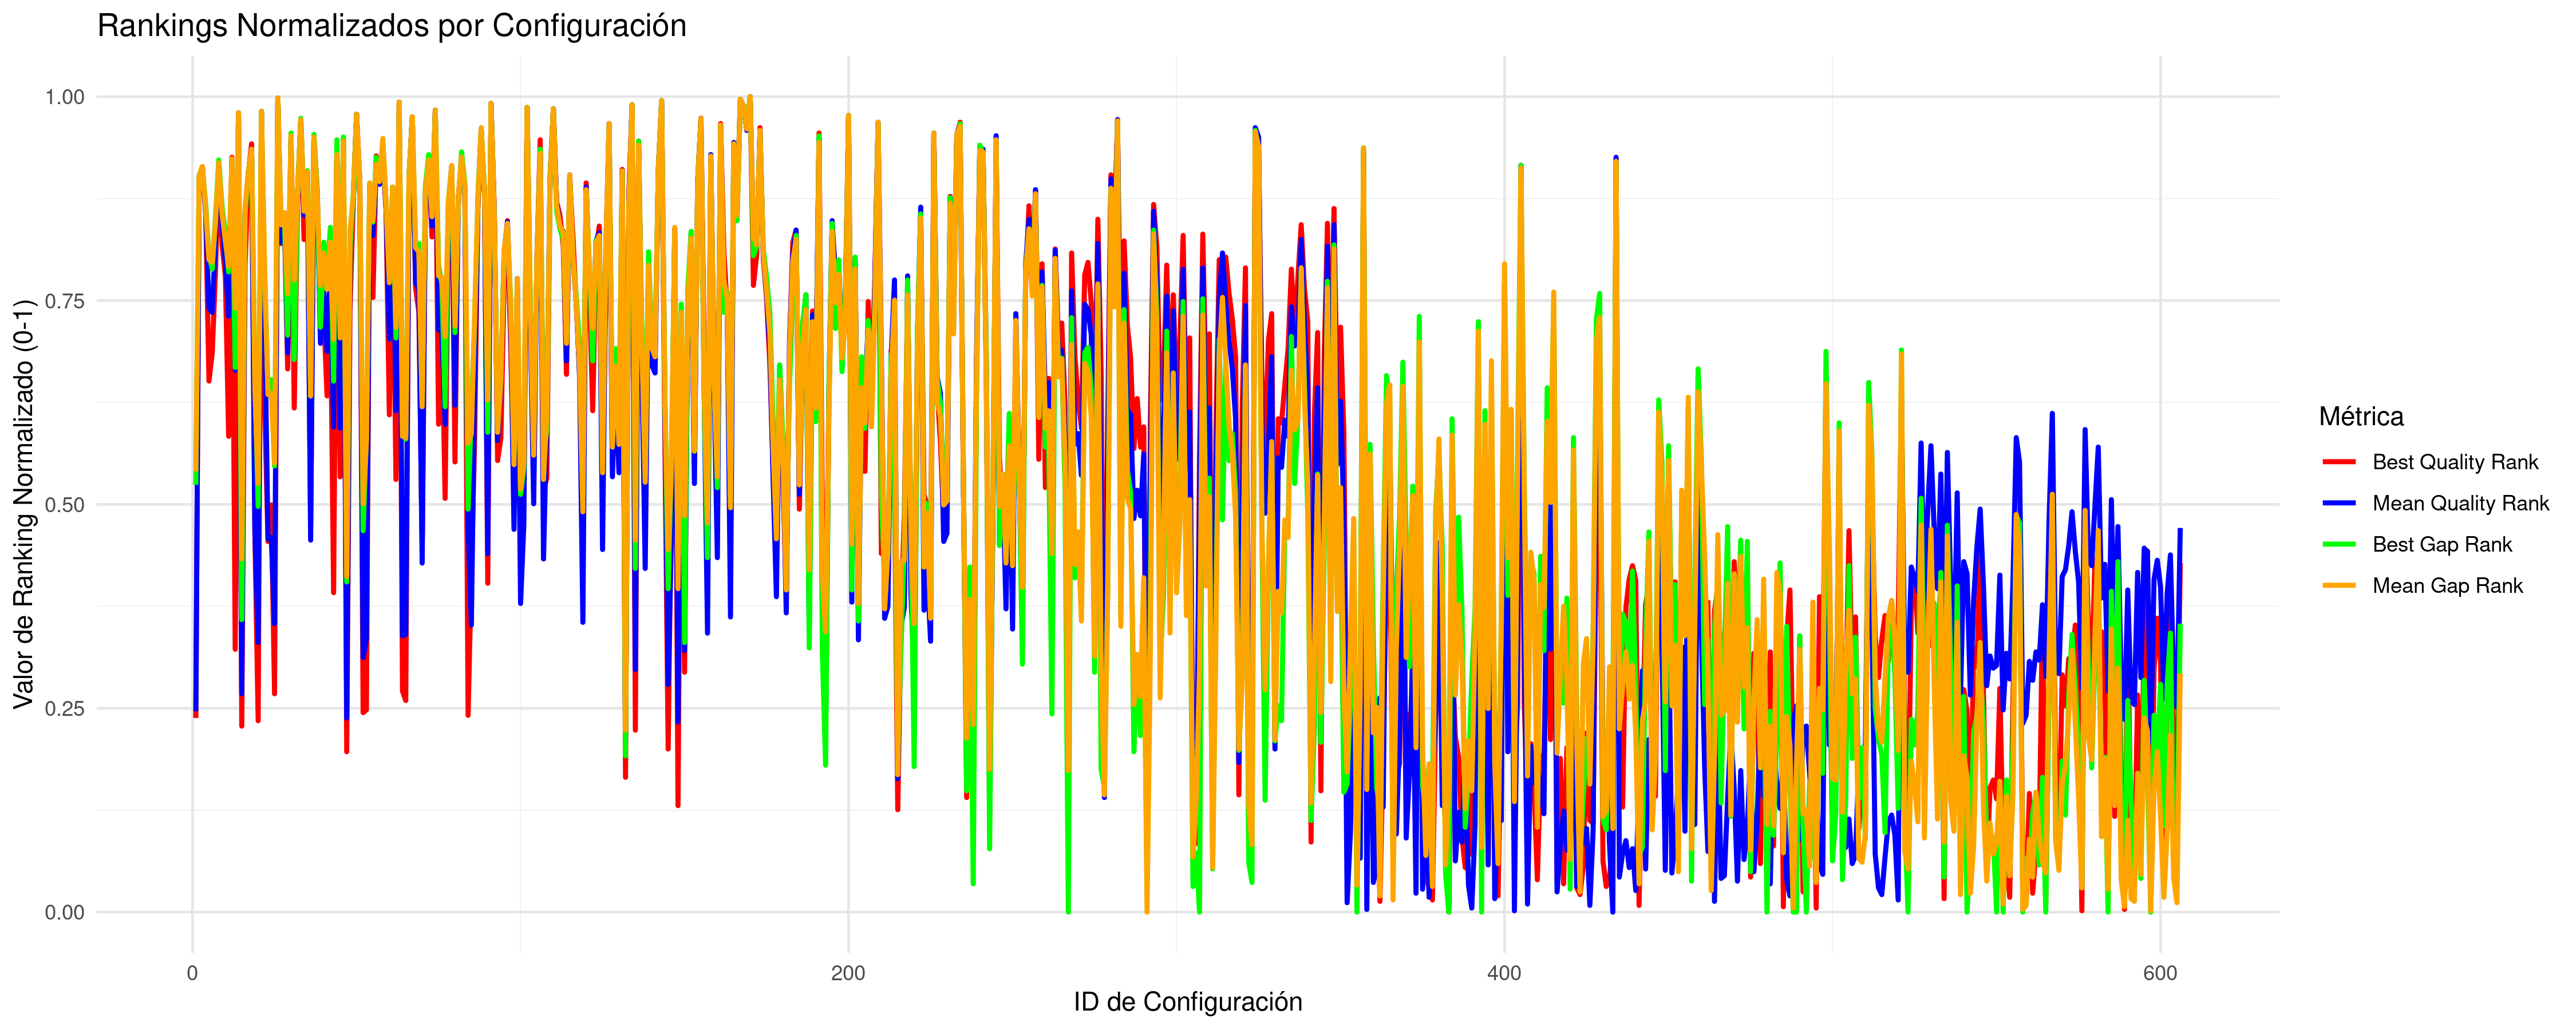 Rankings Normalizados por Configuración
Valor de Ranking Normalizado (0-1)
1.00
0.75
0.50
0.25
0.00
0
200
400
600
ID de Configuración
Métrica
Best Quality Rank
Mean Quality Rank
Best Gap Rank
Mean Gap Rank